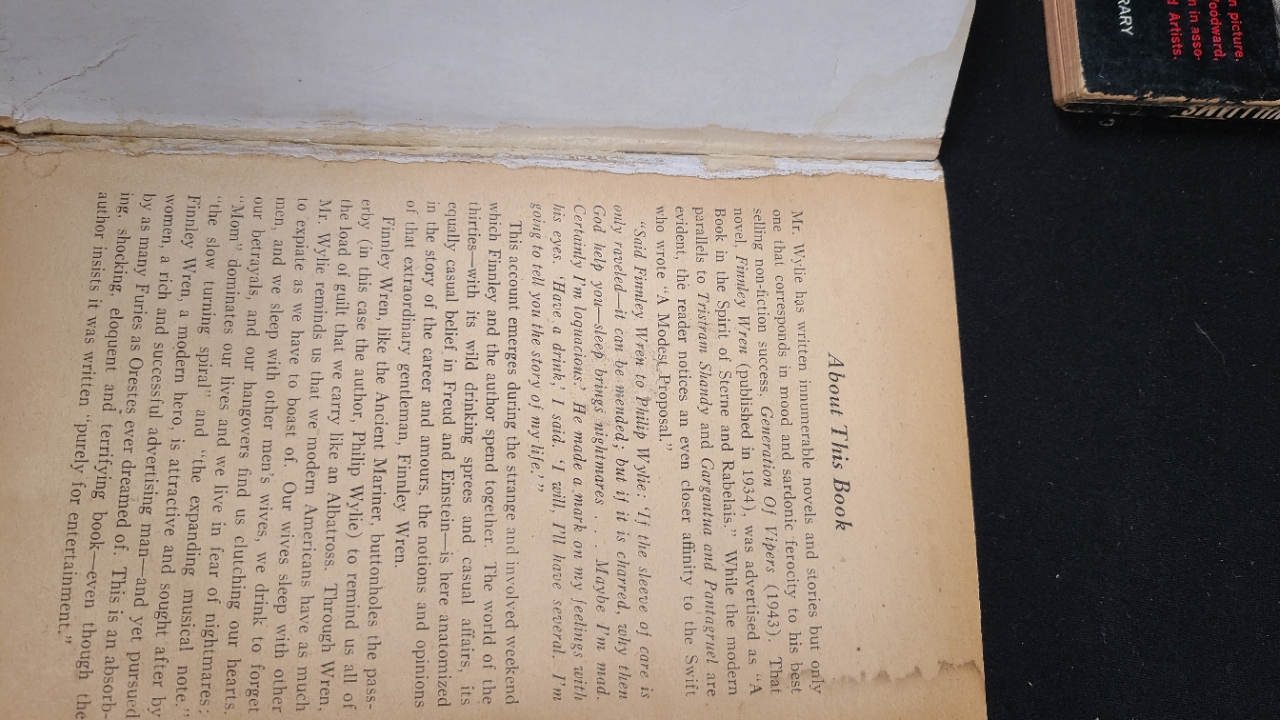 About This Book
Mr. Wylie has written innumerable novels and stories but only
one that corresponds in mood and sardonic ferocity to his best
selling non-fiction success, Generation Of Vipers (1943). That
novel, Finnley Wren (published in 1934), was advertised as "A
Book in the Spirit of Sterne and Rabelais." While the modern
parallels to Tristram Shandy and Gargantua and Pantagruel are
evident, the reader notices an even closer affinity to the Swift
who wrote "A Modest Proposal."
"Said Finnley Wren to Philip Wylie: 'If the sleeve of care is
only raveled—it can be mended; but if it is charred, why then
God help you—sleep brings nightmares . . . Maybe I'm mad.
Certainly I'm loquacious.' He made a mark on my feelings with
his eyes. 'Have a drink,' I said. 'I will, I'll have several. I'm
going to tell you the story of my life.' "
This account emerges during the strange and involved weekend
which Finnley and the author spend together. The world of the
thirties—with its wild drinking sprees and casual affairs, its
equally casual belief in Freud and Einstein—is here anatomized
in the story of the career and amours, the notions and opinions
of that extraordinary gentleman, Finnley Wren.
Finnley Wren, like the Ancient Mariner, buttonholes the pass-
erby (in this case the author, Philip Wylie) to remind us all of
the load of guilt that we carry like an Albatross. Through Wren,
Mr. Wylie reminds us that we modern Americans have as much
to expiate as we have to boast of. Our wives sleep with other
men, and we sleep with other men's wives, we drink to forget
our betrayals, and our hangovers find us clutching our hearts.
"Mom" dominates our lives and we live in fear of nightmares:
"the slow turning spiral" and "the expanding musical note."
Finnley Wren, a modern hero, is attractive and sought after by
women, a rich and successful advertising man—and yet pursued
by as many Furies as Orestes ever dreamed of. This is an absorb-
ing, shocking, eloquent and terrifying book—even though the
author insists it was written "purely for entertainment."
n picture.
Woodward,
n in asso-
d Artists.
RARY